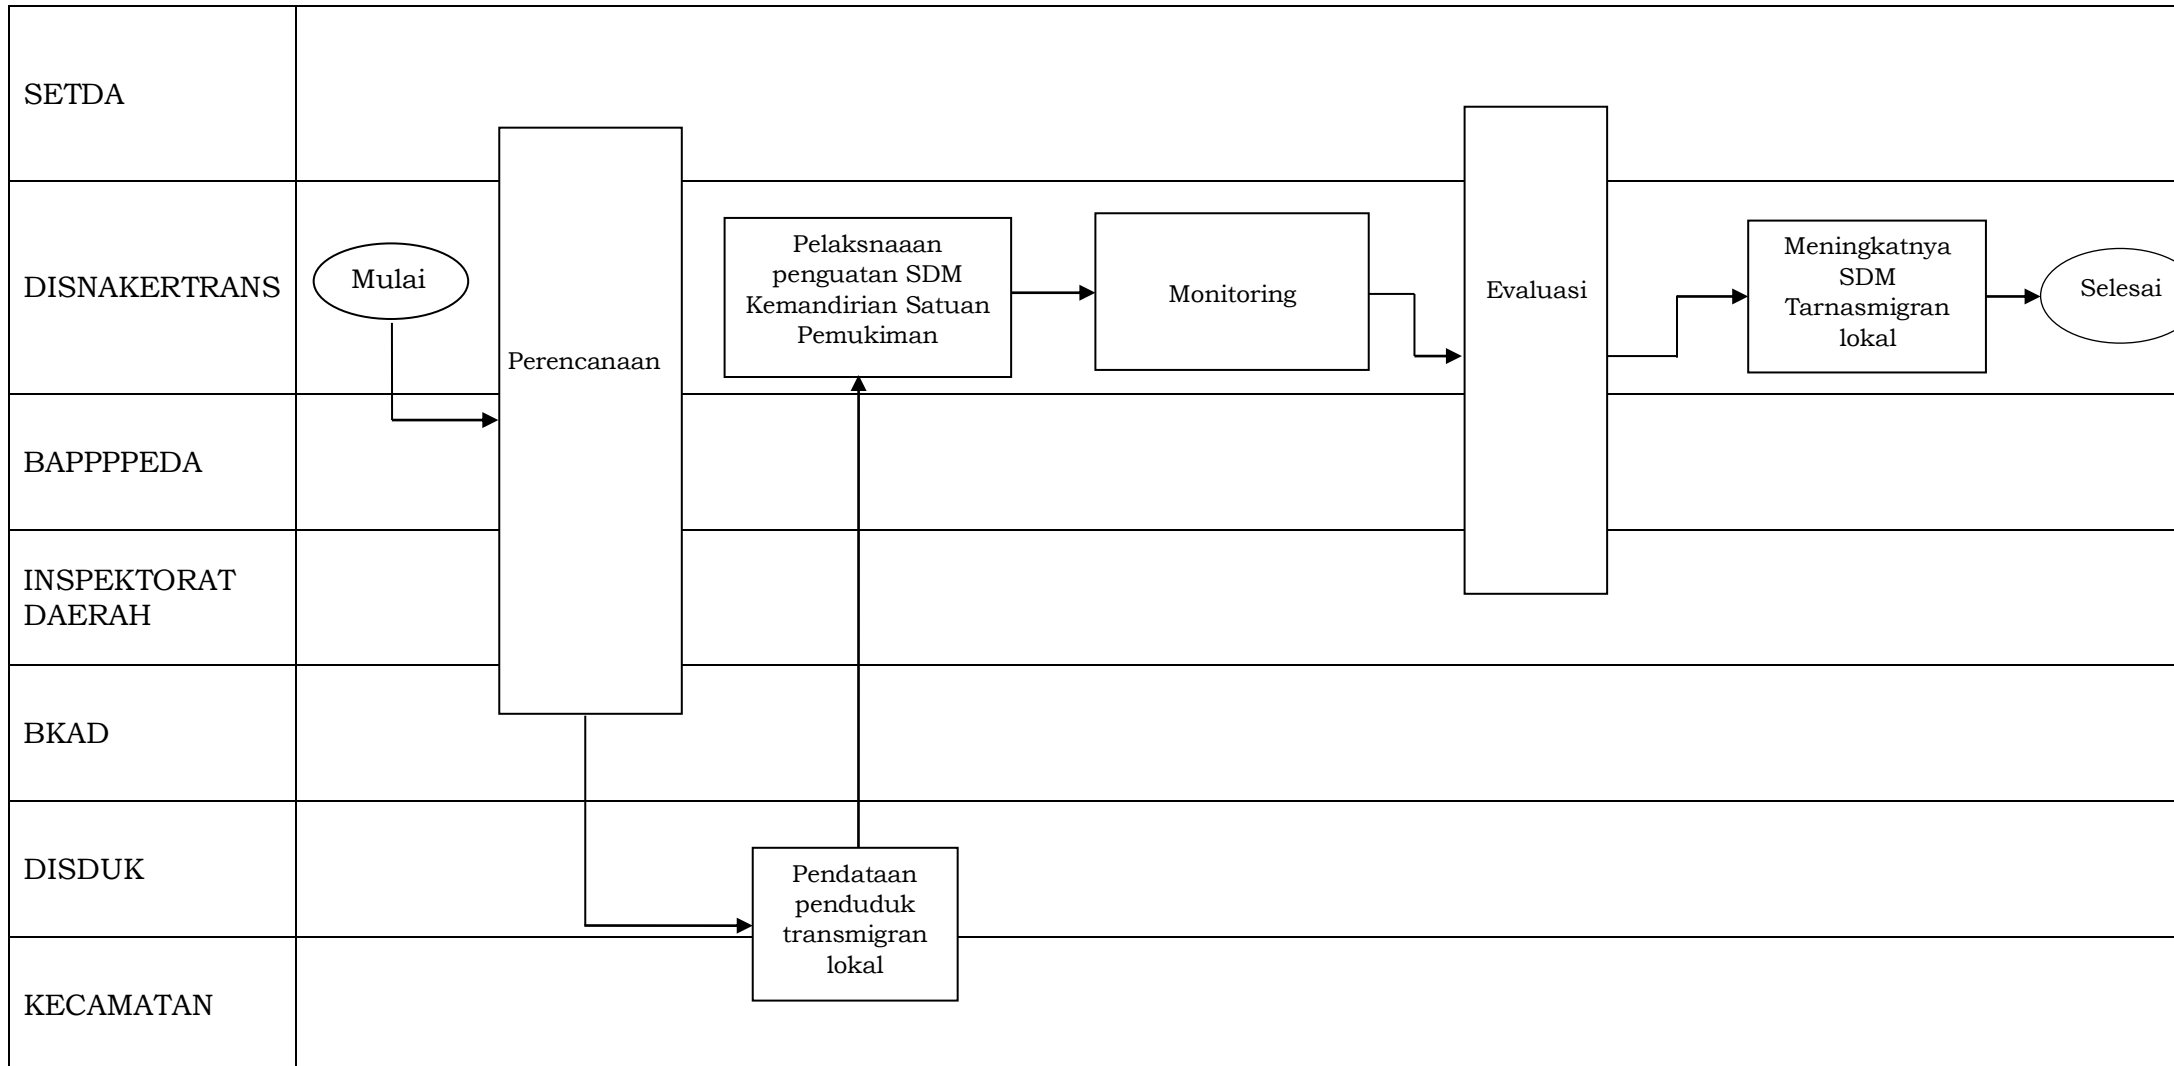 SETDA
DISNAKERTRANS
Mulai
Perencanaan
Pelaksnaaan
penguatan SDM
Kemandirian Satuan
Pemukiman
Monitoring
Evaluasi
Meningkatnya
SDM
Tarnasmigran
lokal
Selesai
BAPPPPEDA
INSPEKTORAT
DAERAH
BKAD
DISDUK
Pendataan
penduduk
transmigran
lokal
KECAMATAN